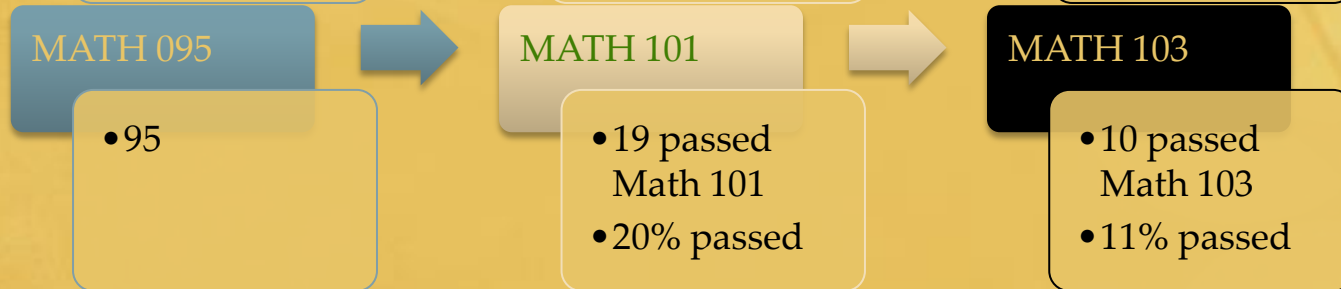 MATH 095
•95
MATH 101
•19 passed
Math 101
•20% passed
MATH 103
•10 passed
Math 103
•11% passed